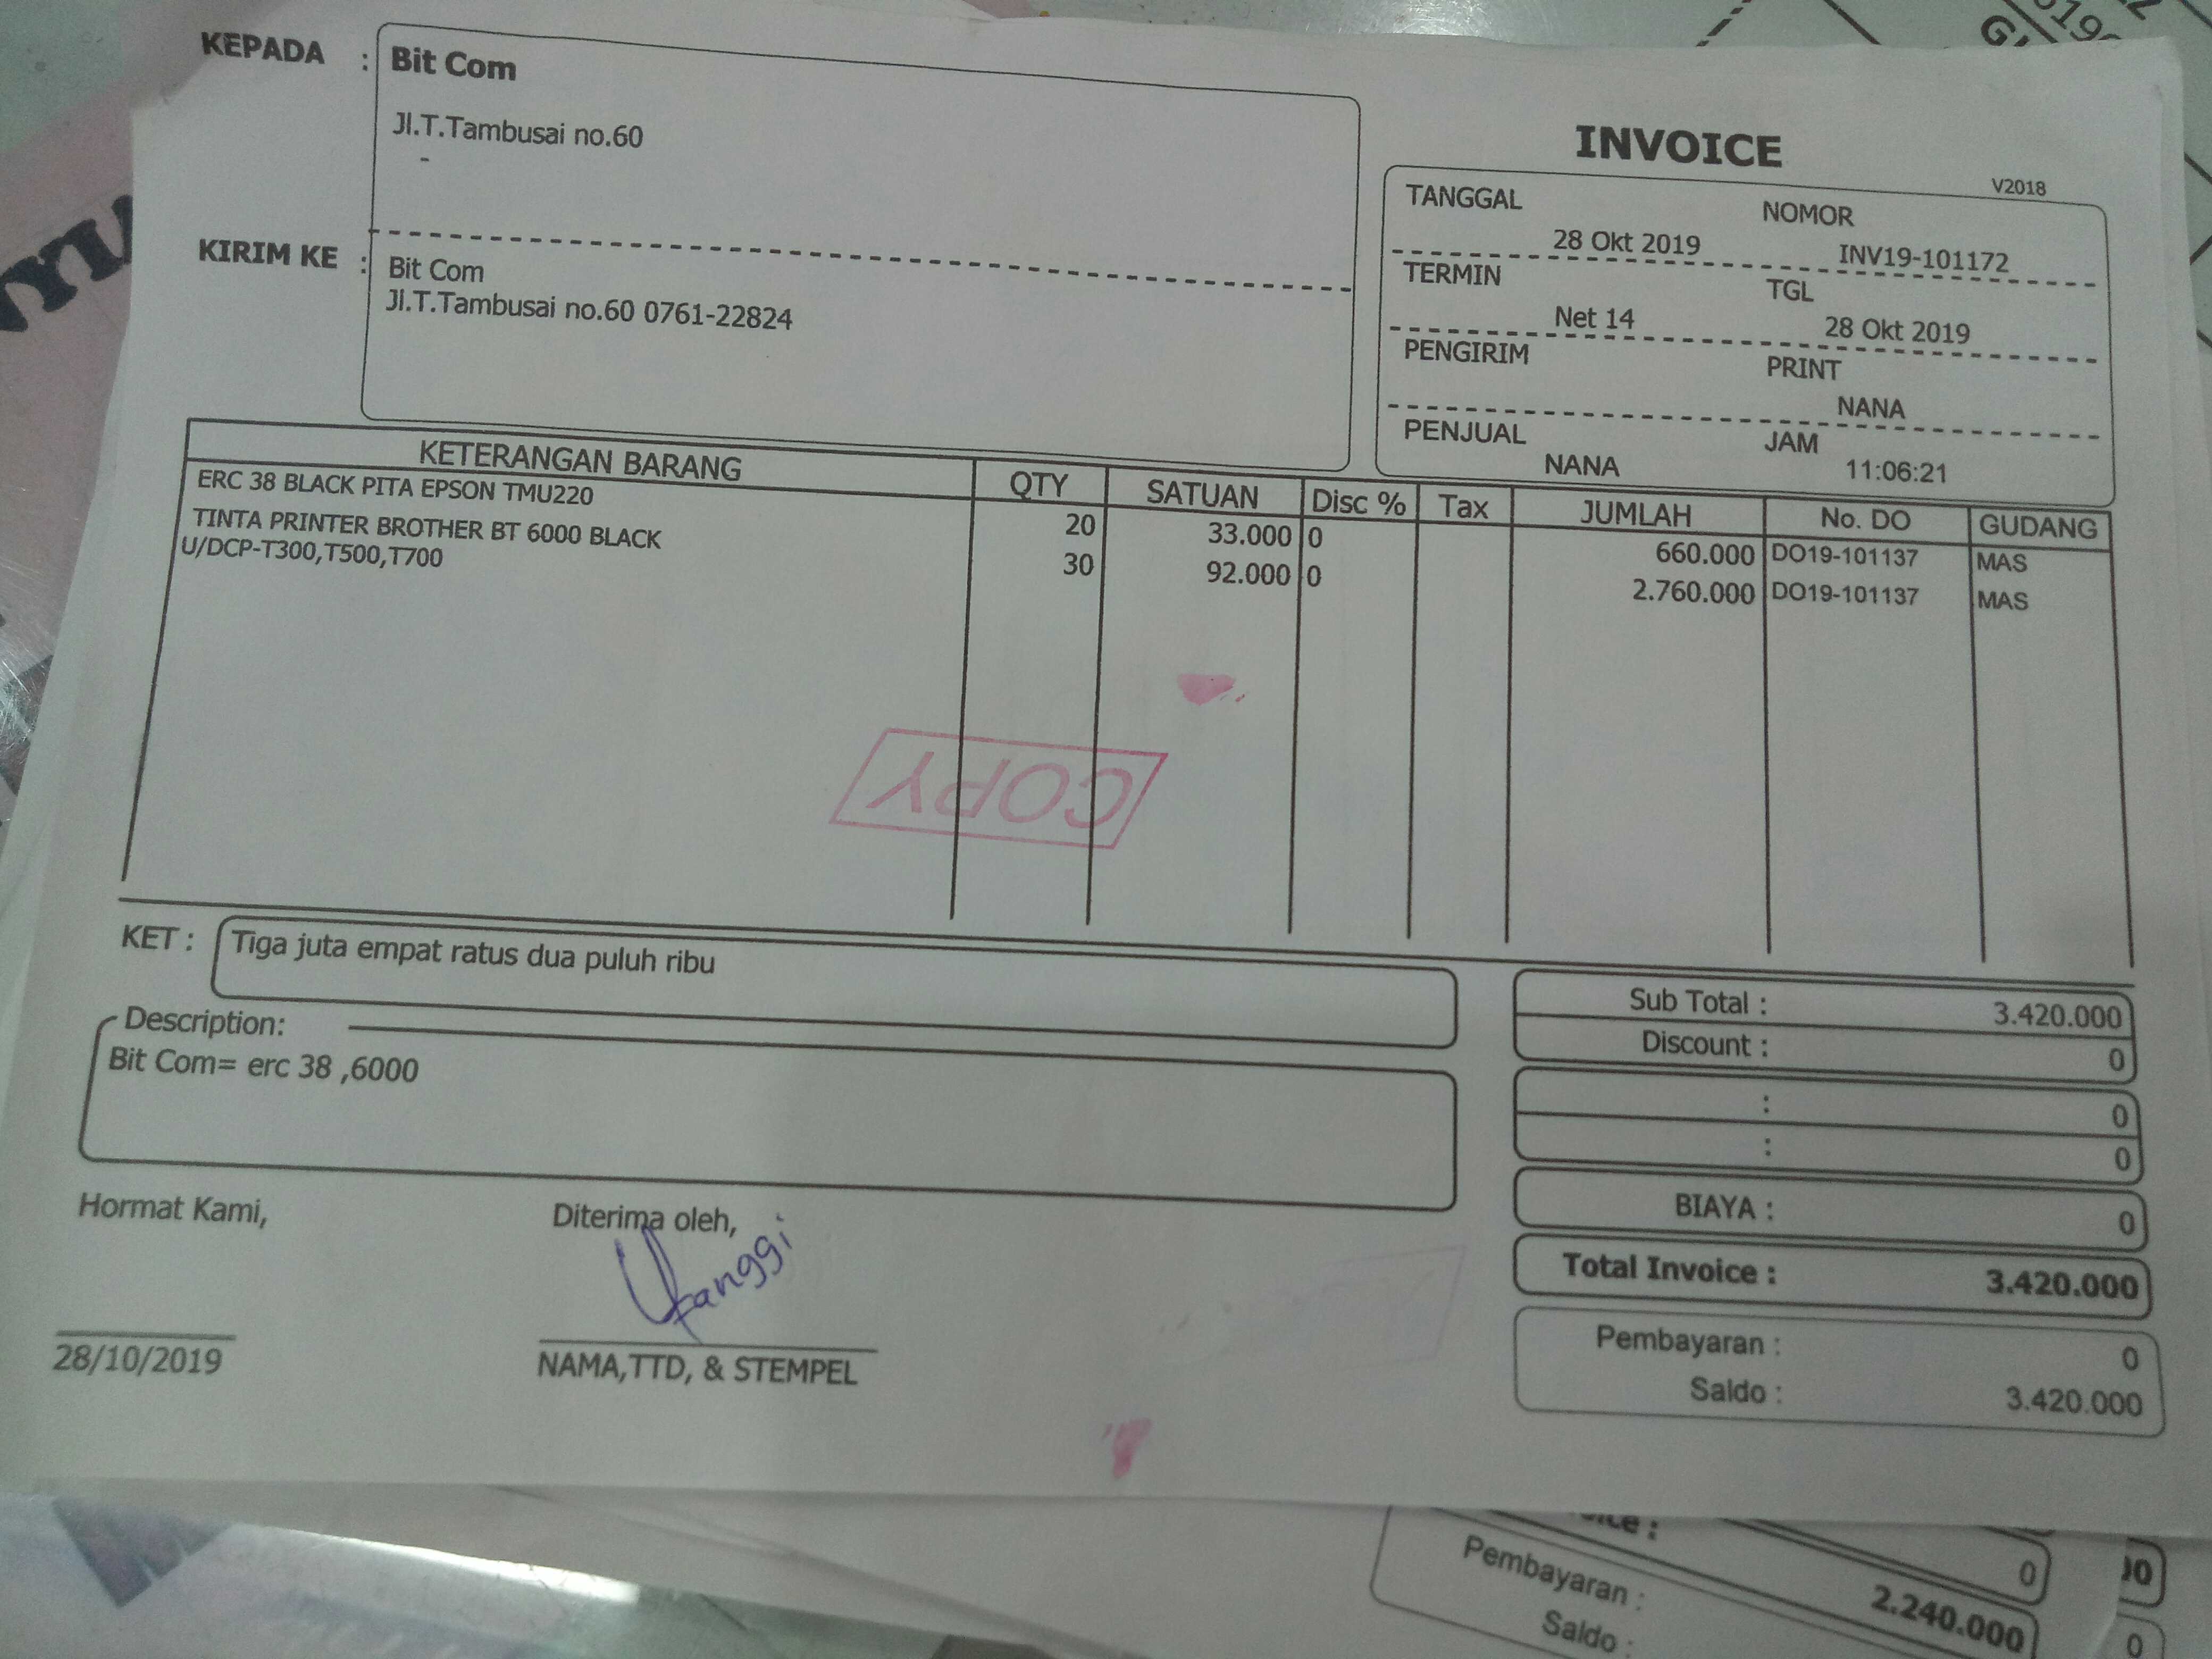 KEPADA : Bit Com
Jl.T.Tambusai no.60
-
KIRIM KE : Bit Com
Jl.T.Tambusai no.60 0761-22824
INVOICE
V2018
TANGGAL NOMOR
28 Okt 2019 INV19-101172
TERMIN TGL
Net 14 28 Okt 2019
PENGIRIM PRINT
NANA
PENJUAL JAM
NANA 11:06:21
KETERANGAN BARANG QTY SATUAN Disc % Tax JUMLAH No. DO GUDANG
ERC 38 BLACK PITA EPSON TMU220 20 33.000 0 660.000 DO19-101137 MAS
TINTA PRINTER BROTHER BT 6000 BLACK 30 92.000 0 2.760.000 DO19-101137 MAS
U/DCP-T300,T500,T700
COPY
KET : Tiga juta empat ratus dua puluh ribu
Description:
Bit Com= erc 38 ,6000
Sub Total : 3.420.000
Discount : 0
: 0
: 0
BIAYA : 0
Total Invoice : 3.420.000
Pembayaran : 0
Saldo : 3.420.000
Hormat Kami, Diterima oleh,
28/10/2019 NAMA,TTD, & STEMPEL
0
2.240.000
Pembayaran :
Saldo :
0